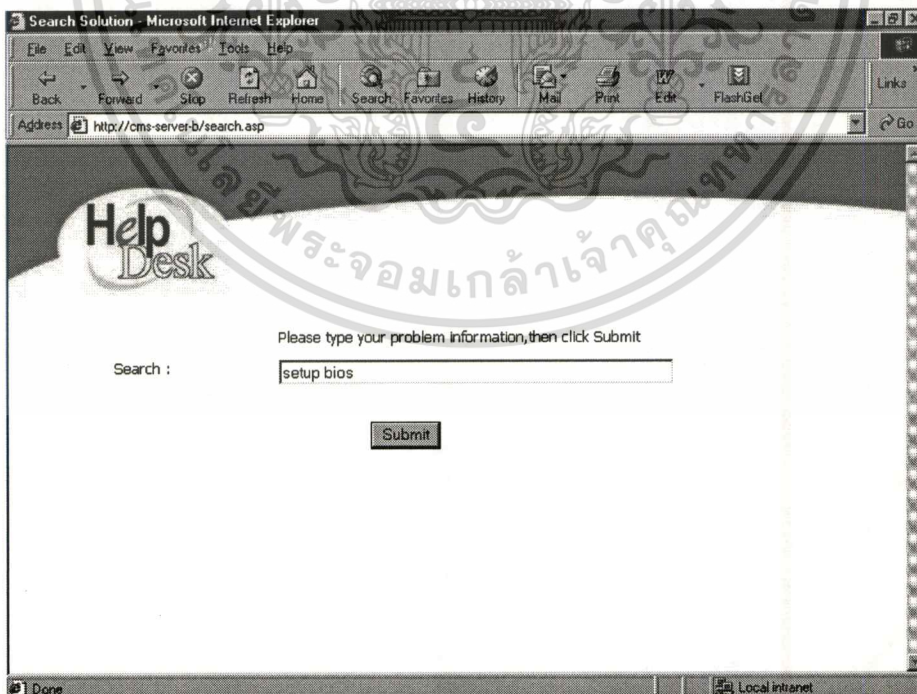 Search Solution - Microsoft Internet Explorer
File Edit View Favorites Tools Help
Back Forward Stop Refresh Home Search Favorites History Mail Print Edit FlashGet Links
Address http://cms-server-b/search.asp Go
Help
Desk
พระจอมเกล้าเจ้าคุณทหาร
Please type your problem information,then click Submit
Search :
setup bios
Submit
Done
Local intranet